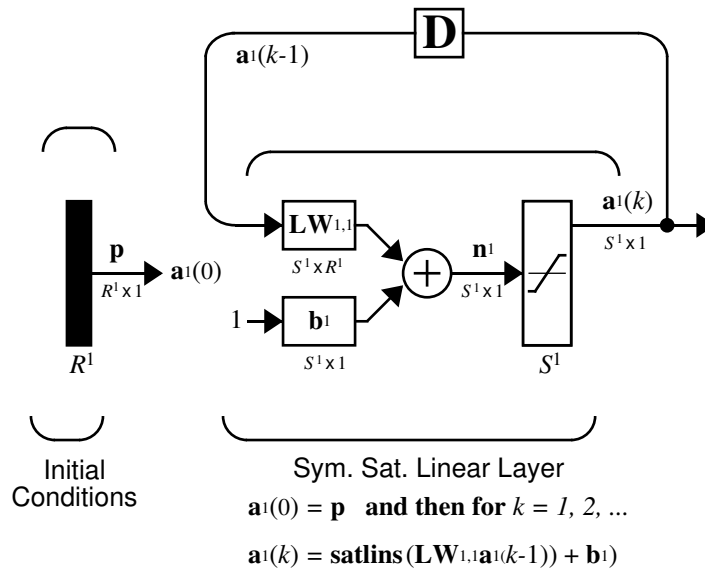 D
a1(k-1)
p
R1 x 1
a1(0)
R1
LW1,1
S1 x R1
1
b1
S1 x 1
n1
S1 x 1
a1(k)
S1 x 1
S1
Initial
Conditions
Sym. Sat. Linear Layer
a1(0) = p and then for k = 1, 2, ...
a1(k) = satlins (LW1,1a1(k-1)) + b1)